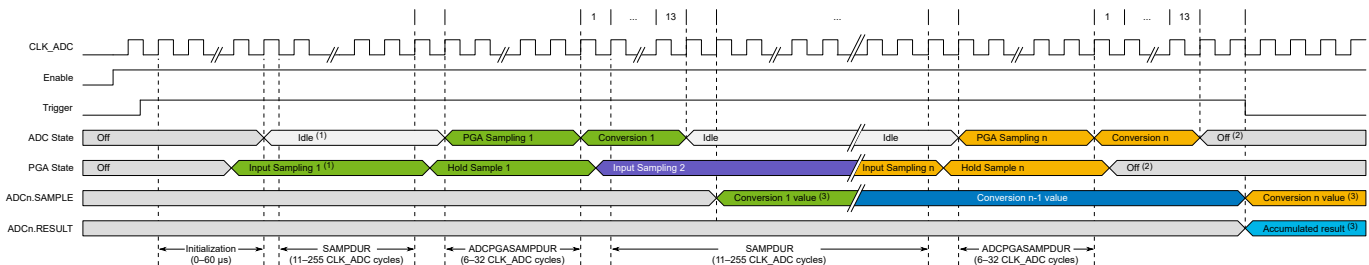 1 ... 13 ... 1 ... 13
CLK_ADC
Enable
Trigger
ADC State Off Idle (1) PGA Sampling 1 Conversion 1 Idle Idle PGA Sampling n Conversion n Off (2)
PGA State Off Input Sampling 1 (1) Hold Sample 1 Input Sampling 2 Input Sampling n Hold Sample n Off (2)
ADCn.SAMPLE Conversion 1 value (3) Conversion n-1 value Conversion n value (3)
ADCn.RESULT Accumulated result (3)
Initialization SAMPDUR ADCPGASAMPDUR SAMPDUR ADCPGASAMPDUR
(0–60 µs) (11–255 CLK_ADC cycles) (6–32 CLK_ADC cycles) (11–255 CLK_ADC cycles) (6–32 CLK_ADC cycles)